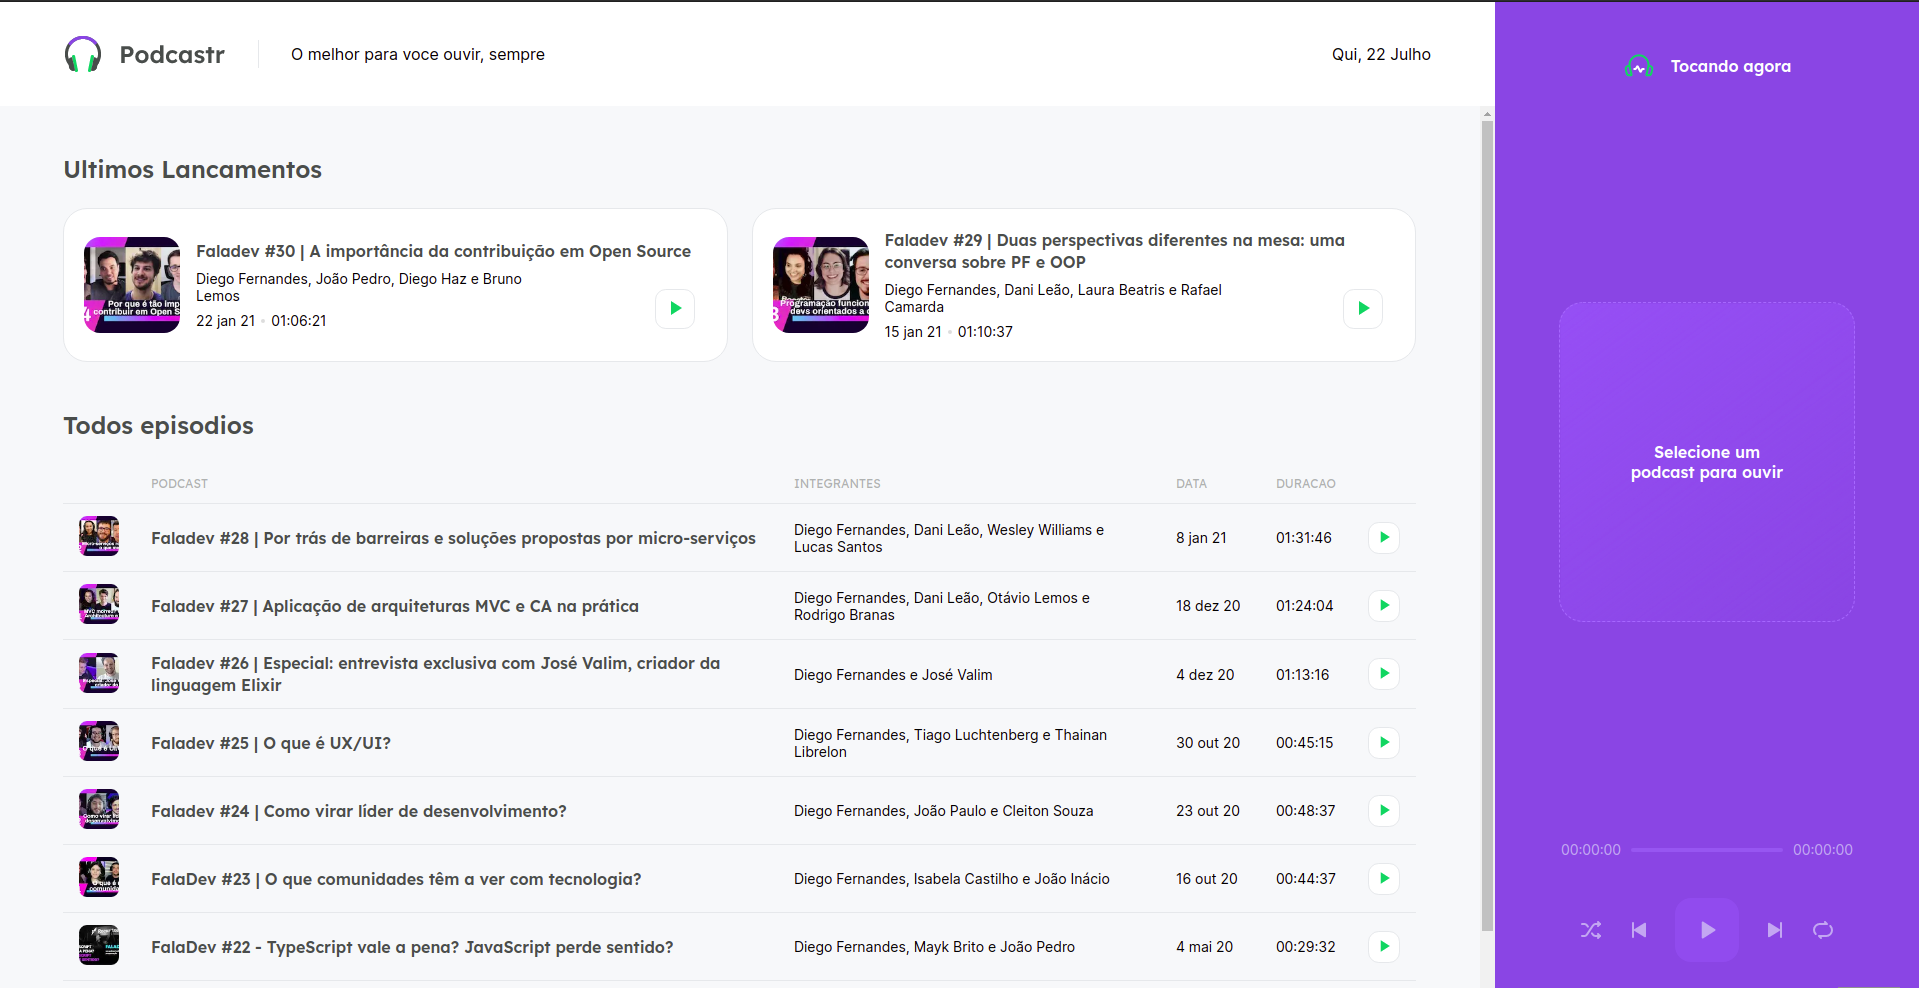 Podcastr
O melhor para voce ouvir, sempre
Qui, 22 Julho
Tocando agora
Ultimos Lancamentos
Faladev #30 | A importância da contribuição em Open Source
Diego Fernandes, João Pedro, Diego Haz e Bruno
Lemos
22 jan 21 • 01:06:21
Por que é tão imp
contribuir em Open S
Faladev #29 | Duas perspectivas diferentes na mesa: uma
conversa sobre PF e OOP
Diego Fernandes, Dani Leão, Laura Beatris e Rafael
Camarda
15 jan 21 • 01:10:37
Programação funcion
devs orientados a o
Selecione um
podcast para ouvir
Todos episodios
PODCAST INTEGRANTES DATA DURACAO
Faladev #28 | Por trás de barreiras e soluções propostas por micro-serviços
Diego Fernandes, Dani Leão, Wesley Williams e
Lucas Santos
8 jan 21
01:31:46
Faladev #27 | Aplicação de arquiteturas MVC e CA na prática
Diego Fernandes, Dani Leão, Otávio Lemos e
Rodrigo Branas
18 dez 20
01:24:04
Faladev #26 | Especial: entrevista exclusiva com José Valim, criador da
linguagem Elixir
Diego Fernandes e José Valim
4 dez 20
01:13:16
Faladev #25 | O que é UX/UI?
Diego Fernandes, Tiago Luchtenberg e Thainan
Librelon
30 out 20
00:45:15
Faladev #24 | Como virar líder de desenvolvimento?
Diego Fernandes, João Paulo e Cleiton Souza
23 out 20
00:48:37
FalaDev #23 | O que comunidades têm a ver com tecnologia?
Diego Fernandes, Isabela Castilho e João Inácio
16 out 20
00:44:37
FalaDev #22 - TypeScript vale a pena? JavaScript perde sentido?
Diego Fernandes, Mayk Brito e João Pedro
4 mai 20
00:29:32
00:00:00
00:00:00